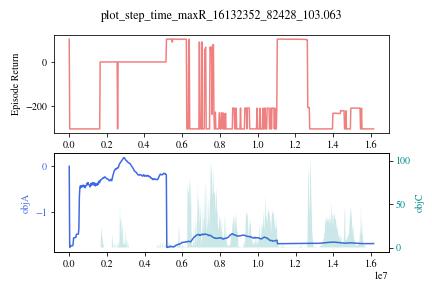 plot_step_time_maxR_16132352_82428_103.063
Episode Return
0
−200
0.0 0.2 0.4 0.6 0.8 1.0 1.2 1.4 1.6
objA
0
−1
100
50
0
objC
0.0 0.2 0.4 0.6 0.8 1.0 1.2 1.4 1.6
1e7